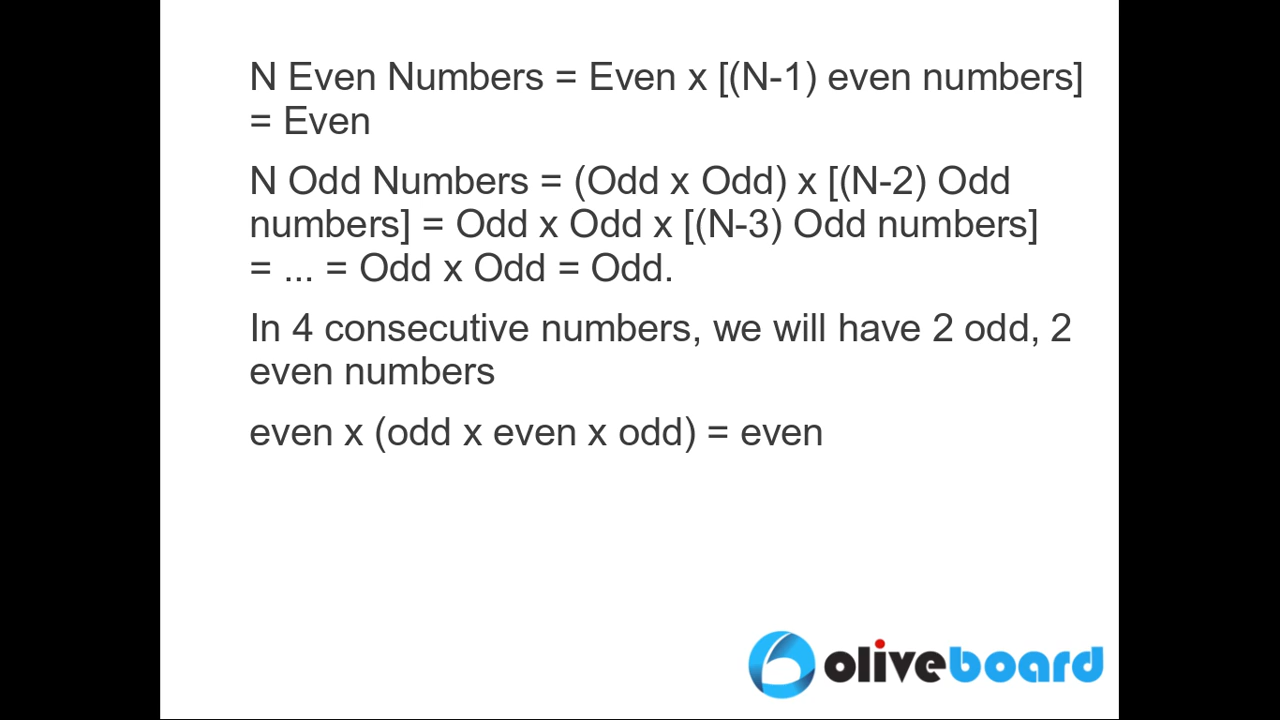 N Even Numbers = Even x [(N-1) even numbers]
= Even
N Odd Numbers = (Odd x Odd) x [(N-2) Odd
numbers] = Odd x Odd x [(N-3) Odd numbers]
= ... = Odd x Odd = Odd.
In 4 consecutive numbers, we will have 2 odd, 2
even numbers
even x (odd x even x odd) = even
oliveboard